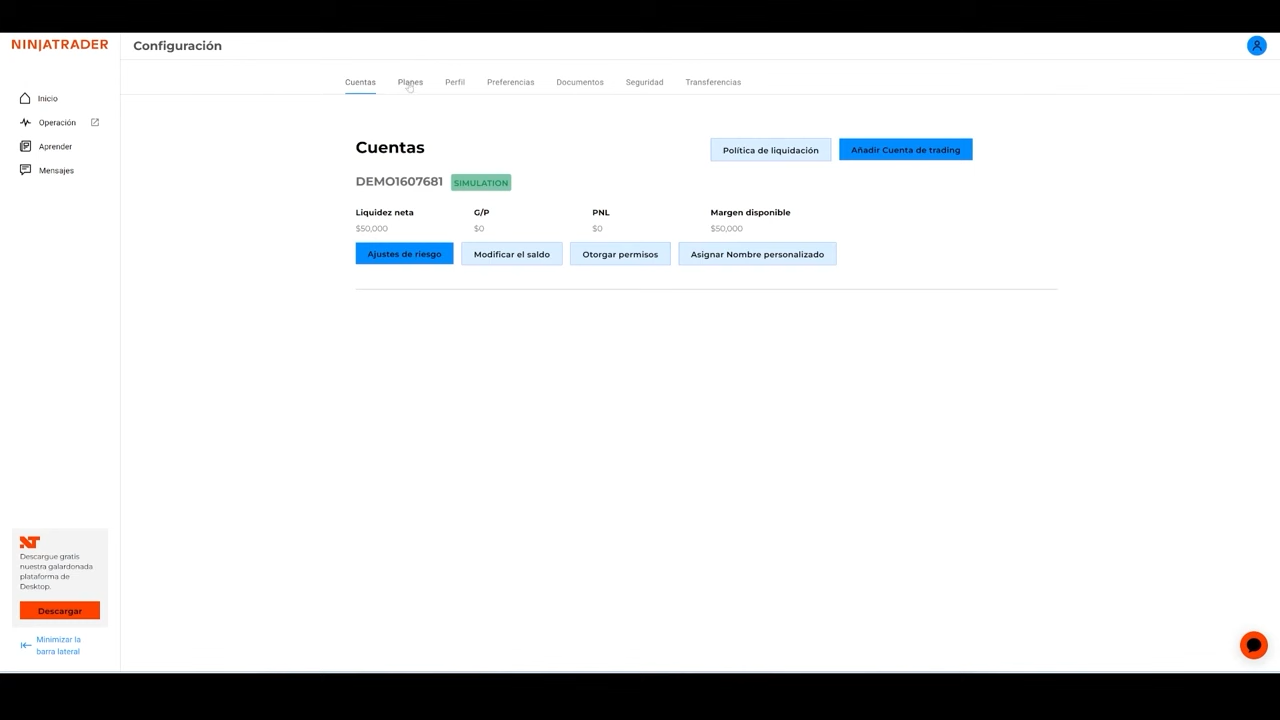 NINJATRADER
Configuración
Cuentas Planes Perfil Preferencias Documentos Seguridad Transferencias
Inicio
Operación
Aprender
Mensajes
Cuentas
Política de liquidación Añadir Cuenta de trading
DEMO1607681 SIMULATION
Liquidez neta G/P PNL Margen disponible
$50,000 $0 $0 $50,000
Ajustes de riesgo Modificar el saldo Otorgar permisos Asignar Nombre personalizado
Descargue gratis
nuestra galardonada
plataforma de
Desktop.
Descargar
Minimizar la
barra lateral